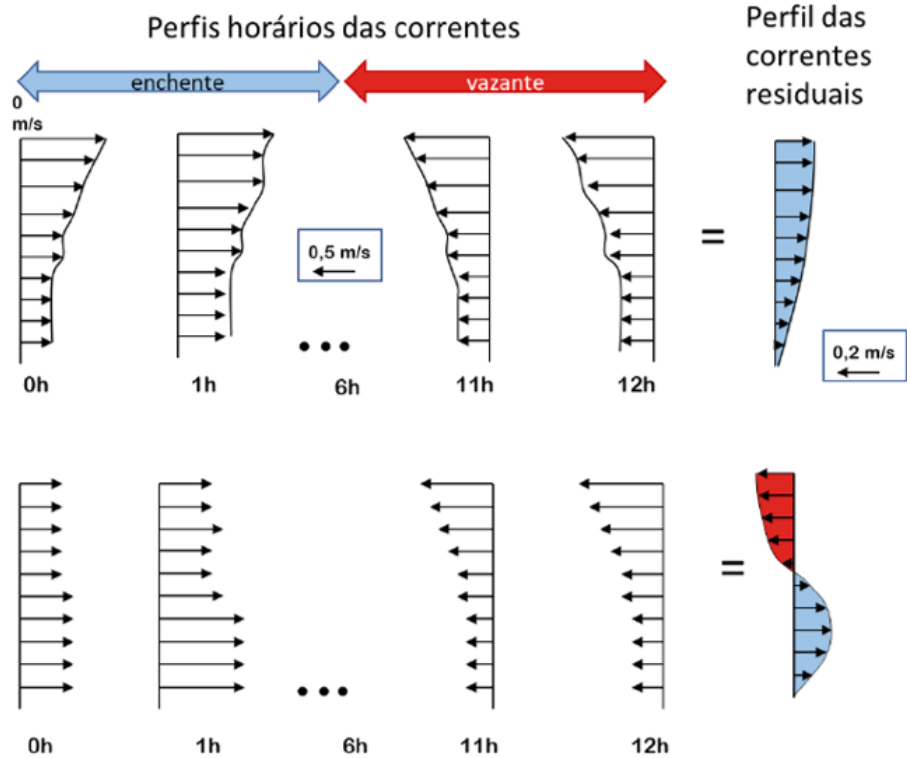 Perfis horários das correntes
Perfil das
correntes
residuais
enchente
vazante
0
m/s
0,5 m/s
=
0,2 m/s
0h
1h
6h
11h
12h
=
0h
1h
6h
11h
12h